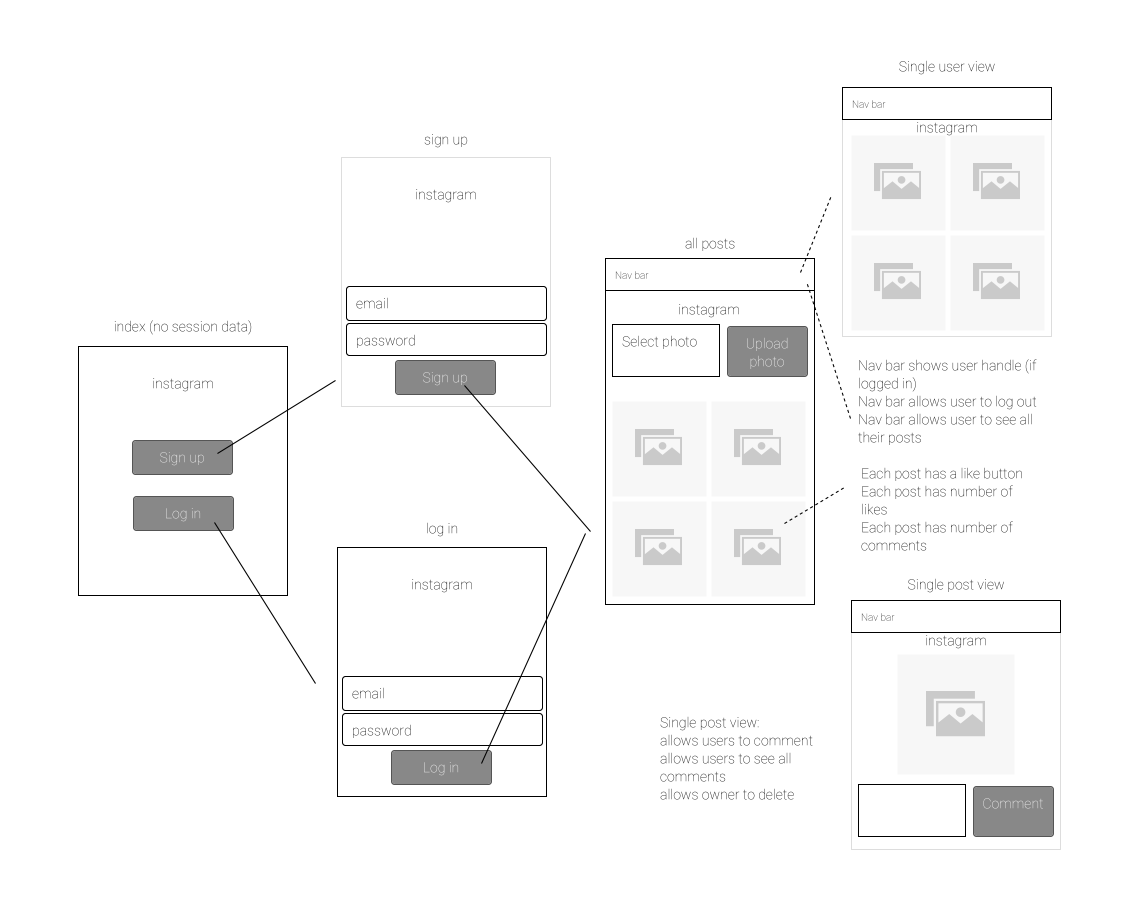 index (no session data)
instagram
Sign up
Log in
sign up
instagram
email
password
Sign up
log in
instagram
email
password
Log in
all posts
Nav bar
instagram
Select photo
Upload
photo
Single user view
Nav bar
instagram
Nav bar shows user handle (if
logged in)
Nav bar allows user to log out
Nav bar allows user to see all
their posts
Each post has a like button
Each post has number of
likes
Each post has number of
comments
Single post view:
allows users to comment
allows users to see all
comments
allows owner to delete
Single post view
Nav bar
instagram
Comment